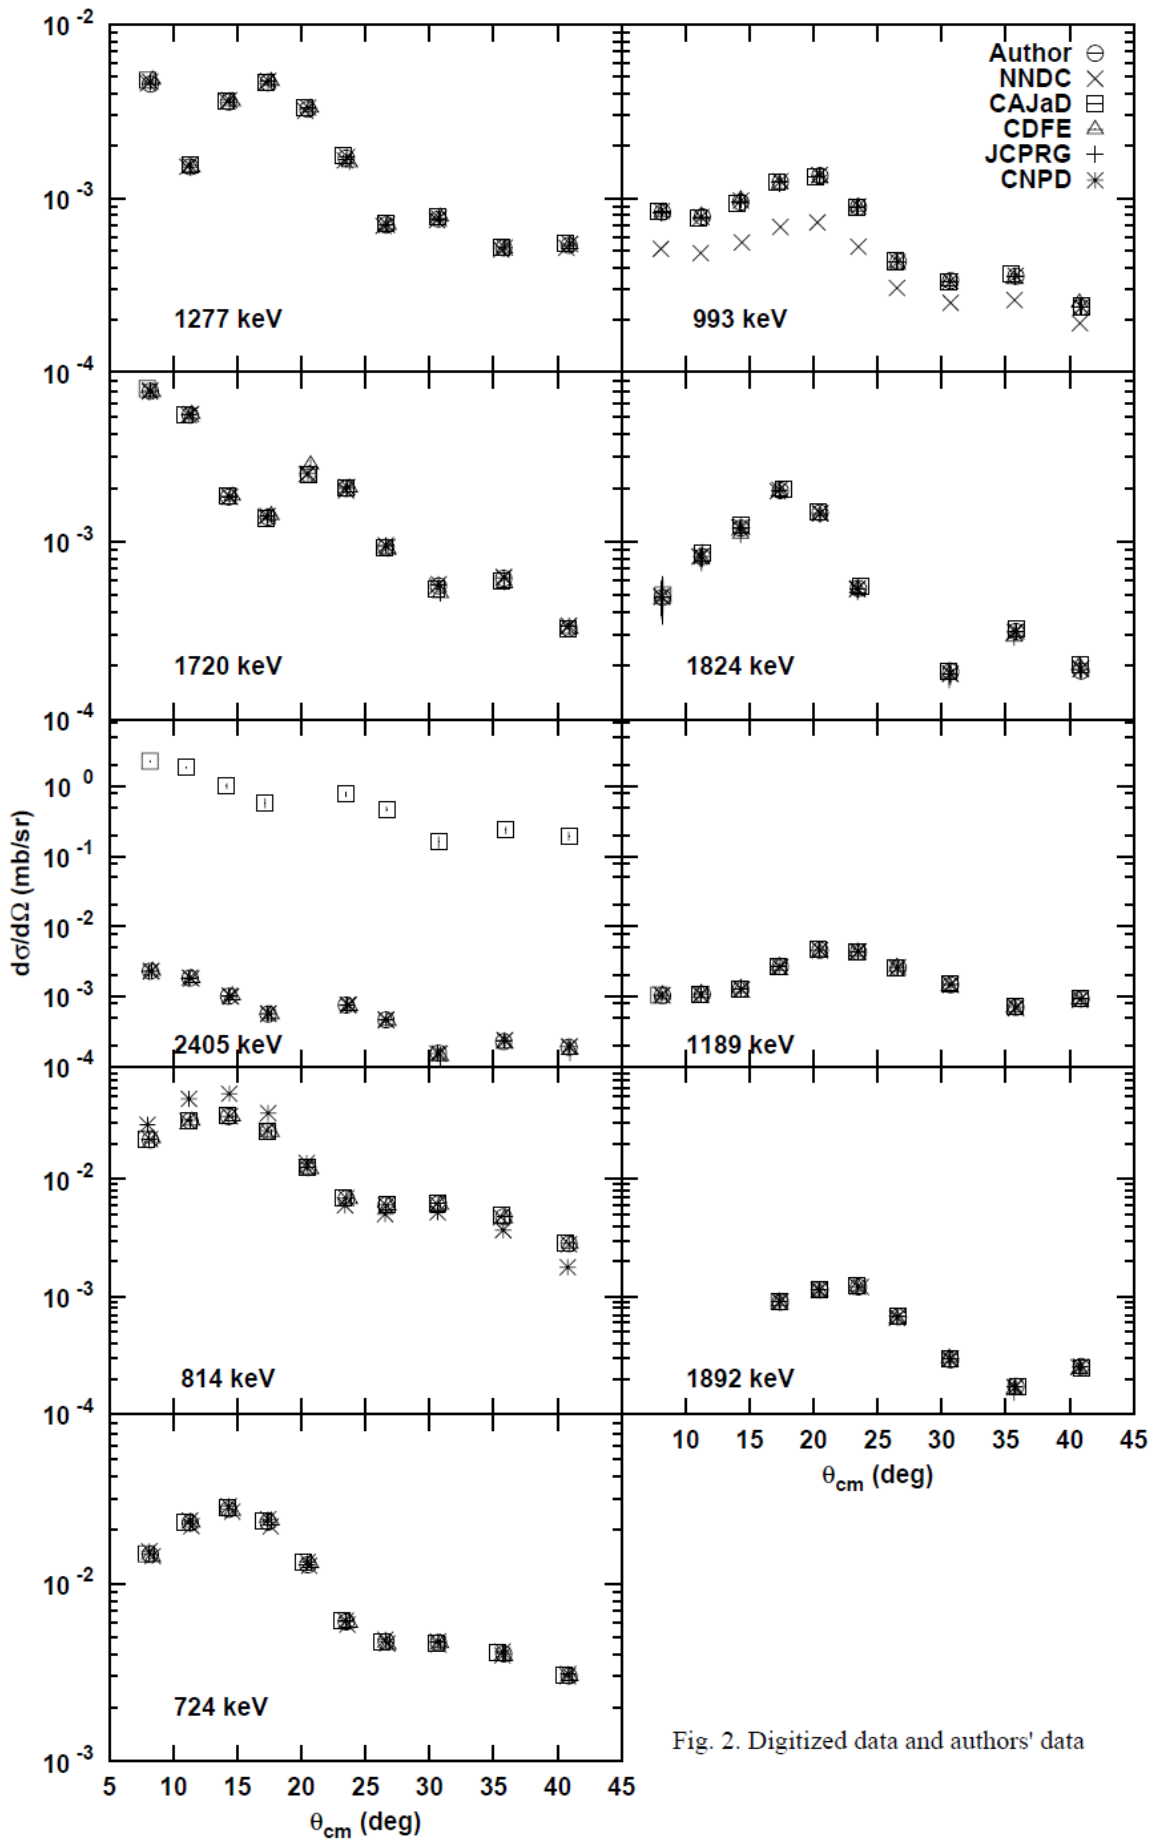 10 -2
Author
NNDC
CAJaD
CDFE
JCPRG
CNPD
10 -3
1277 keV
993 keV
10 -4
10 -3
1720 keV
1824 keV
10 -4
10 0
10 -1
10 -2
10 -3
2405 keV
1189 keV
10 -4
dσ/dΩ (mb/sr)
10 -2
10 -3
814 keV
1892 keV
10 -4
10 15 20 25 30 35 40 45
θcm (deg)
10 -2
724 keV
Fig. 2. Digitized data and authors' data
10 -3
5 10 15 20 25 30 35 40 45
θcm (deg)